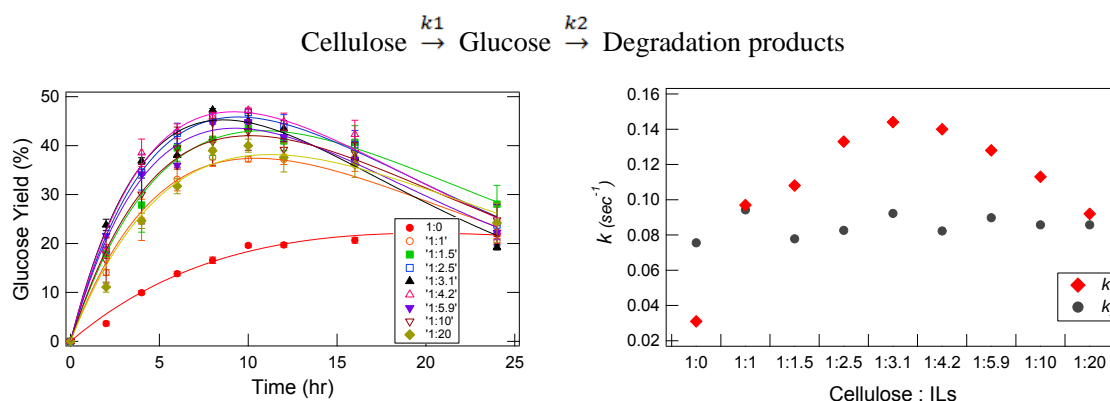 k1 k2
Cellulose → Glucose → Degradation products
50
40
30
20
10
0
Glucose Yield (%)
0 5 10 15 20 25
Time (hr)
1:0
'1:1'
'1:1.5'
'1:2.5'
'1:3.1'
'1:4.2'
'1:5.9'
'1:10'
'1:20
0.16
0.14
0.12
0.10
0.08
0.06
0.04
0.02
k (sec⁻¹)
k
k
1:0 1:1 1:1.5 1:2.5 1:3.1 1:4.2 1:5.9 1:10 1:20
Cellulose : ILs